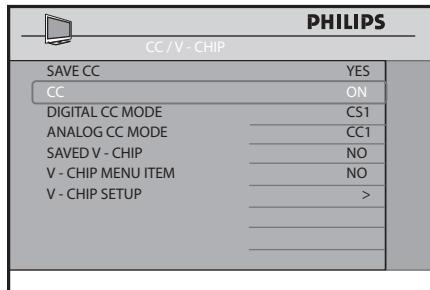 PHILIPS
CC / V - CHIP
SAVE CC YES
CC ON
DIGITAL CC MODE CS1
ANALOG CC MODE CC1
SAVED V - CHIP NO
V - CHIP MENU ITEM NO
V - CHIP SETUP >